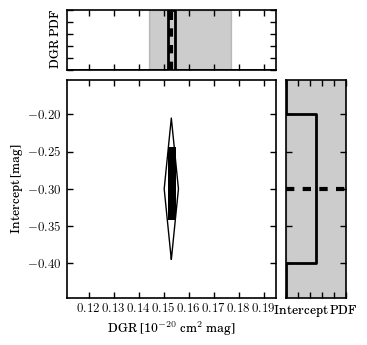 DGR PDF
−0.20
−0.25
−0.30
−0.35
−0.40
Intercept [mag]
0.12 0.13 0.14 0.15 0.16 0.17 0.18 0.19
DGR [10⁻²⁰ cm² mag]
Intercept PDF